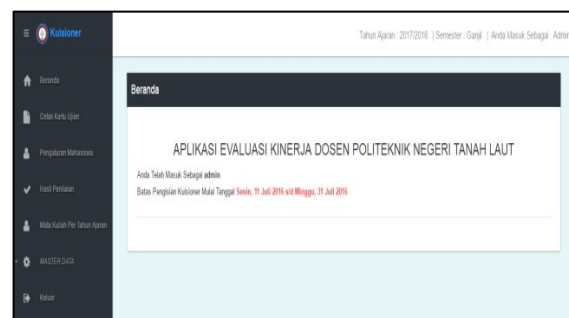 Kuisioner
Tahun Ajaran : 2017/2018 | Semester : Ganjil | Anda Masuk Sebagai : Admin
Beranda
Cetak Kartu Ujian
Pengaturan Mahasiswa
Hasil Penilaian
Mata Kuliah Per Tahun Ajaran
MASTER DATA
Keluar
Beranda
APLIKASI EVALUASI KINERJA DOSEN POLITEKNIK NEGERI TANAH LAUT
Anda Telah Masuk Sebagai admin
Batas Pengisian Kuisioner Mulai Tanggal Senin, 11 Juli 2016 s/d Minggu, 31 Juli 2016